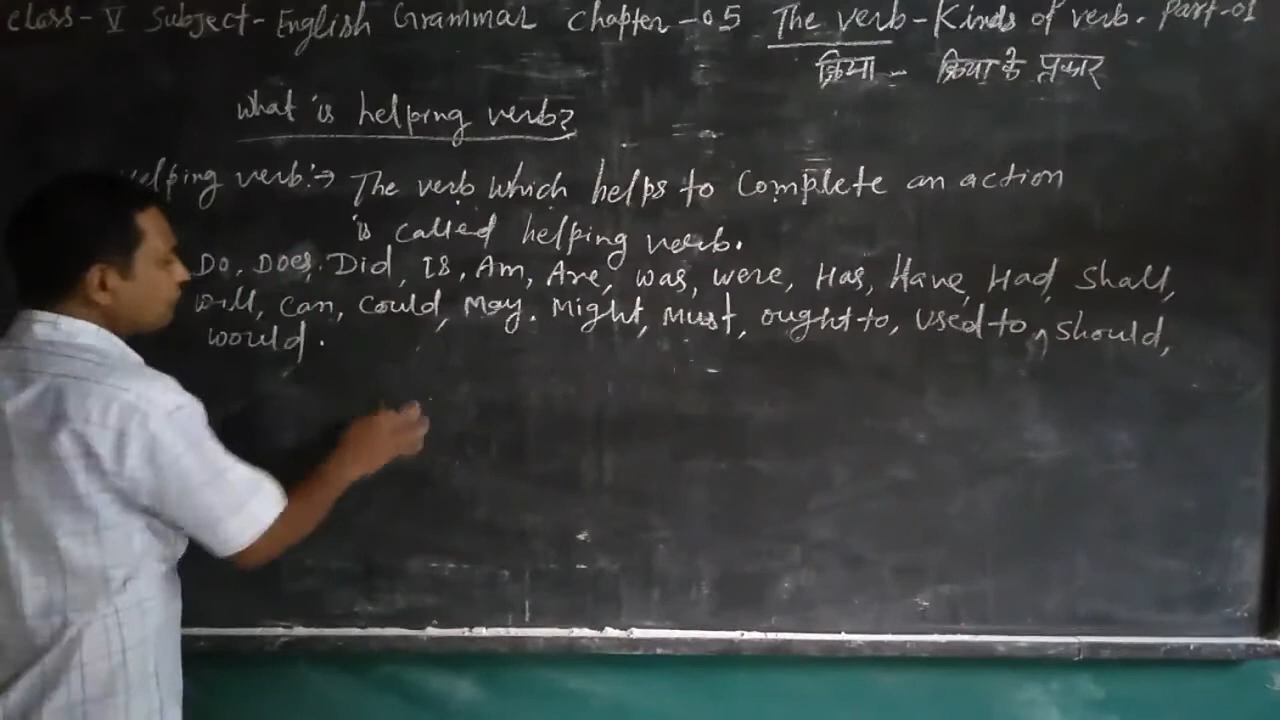 Class - V Subject - English Grammar Chapter - 05 The verb - Kinds of verb. Part-01
क्रिया - क्रिया के प्रकार
What is helping verb?
Helping verb:→ The verb which helps to Complete an action
is called helping verb.
Do, Does, Did, IS, Am, Are, was, were, Has, Have, Had, Shall,
Will, Can, Could, May. Might, Must, ought to, Used to, Should,
would.